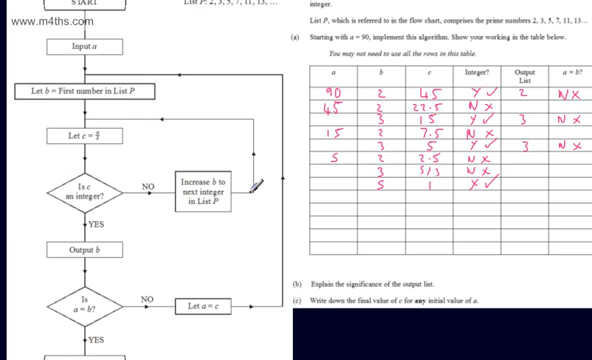 START
www.m4ths.com
List P: 2, 3, 5, 7, 11, 13, ...
Input a
Let b = First number in List P
Let c = a/b
Is c
an integer?
NO
Increase b to
next integer
in List P
YES
Output b
Is
a = b?
NO
Let a = c
YES
integer.
List P, which is referred to in the flow chart, comprises the prime numbers 2, 3, 5, 7, 11, 13...
(a) Starting with a = 90, implement this algorithm. Show your working in the table below.
You may not need to use all the rows in this table.
a b c Integer? Output List a = b?
90 2 45 Y ✓ 2 N X
45 2 22.5 N X
3 15 Y ✓ 3 N X
15 2 7.5 N X
3 5 Y ✓ 3 N X
5 2 2.5 N X
3 5/3 N X
5 1 Y ✓
(b) Explain the significance of the output list.
(c) Write down the final value of c for any initial value of a.